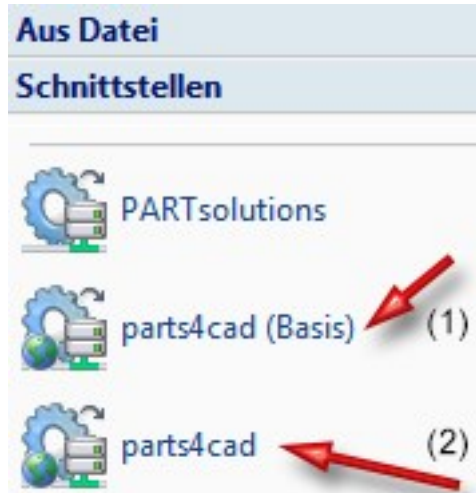 Aus Datei
Schnittstellen
PARTsolutions
parts4cad (Basis) (1)
parts4cad (2)